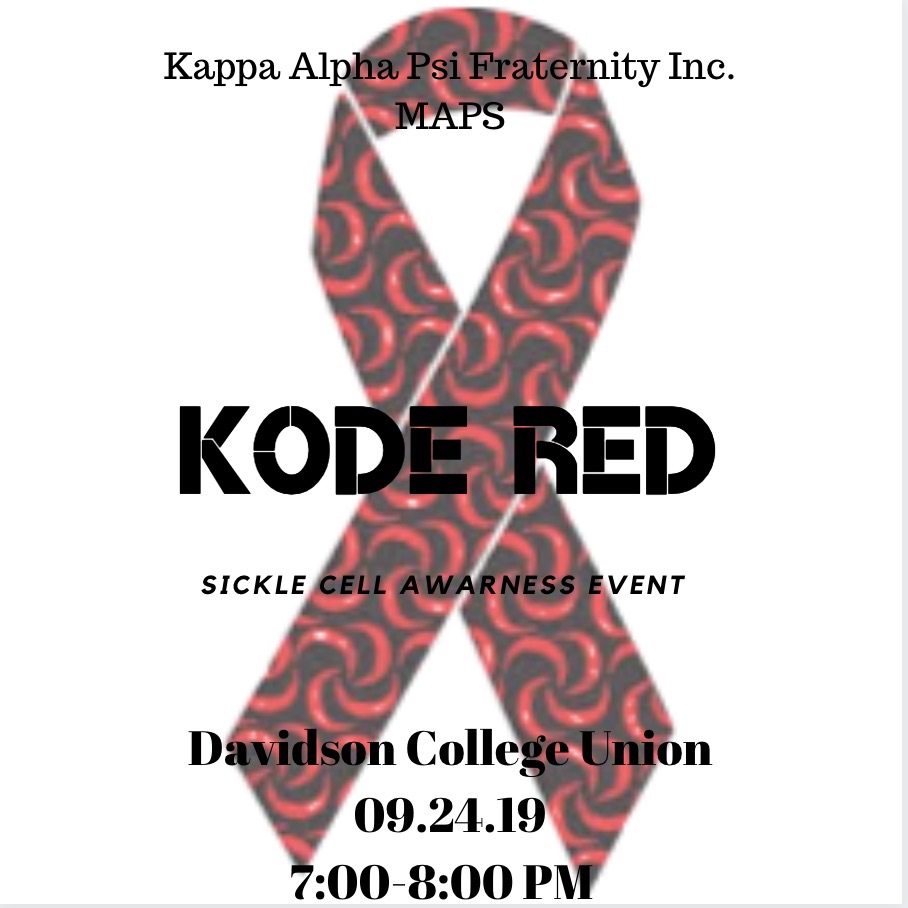 Kappa Alpha Psi Fraternity Inc.
MAPS
KODE RED
SICKLE CELL AWARNESS EVENT
Davidson College Union
09.24.19
7:00-8:00 PM